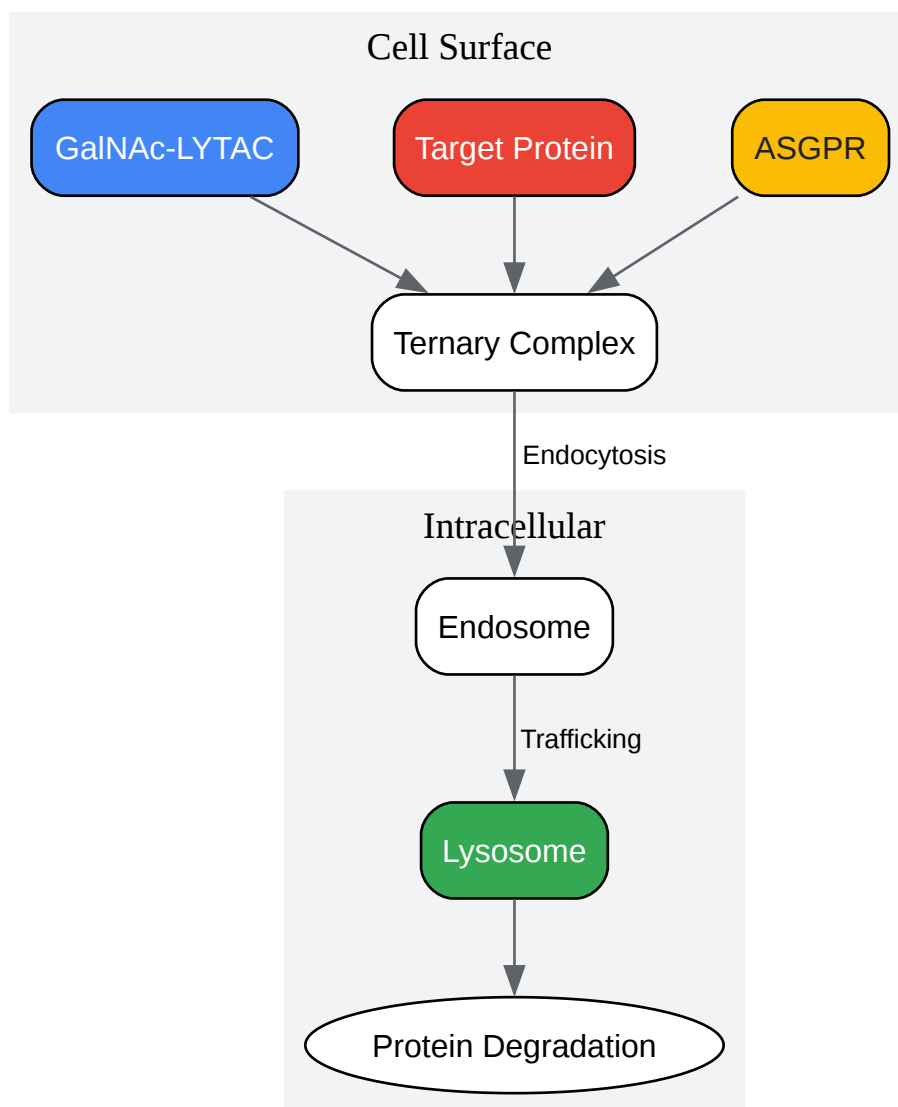 Cell Surface
GalNAc-LYTAC
Target Protein
ASGPR
Ternary Complex
Endocytosis
Intracellular
Endosome
Trafficking
Lysosome
Protein Degradation